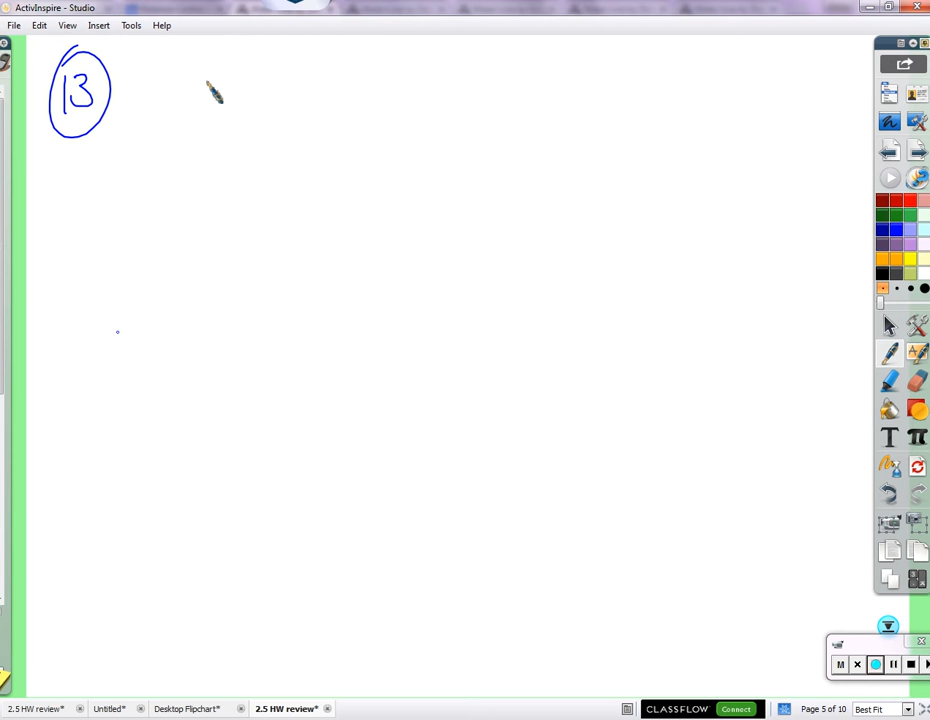 ActivInspire - Studio
File Edit View Insert Tools Help
13
2.5 HW review* Untitled* Desktop Flipchart* 2.5 HW review* CLASSFLOW Connect Page 5 of 10 Best Fit
M